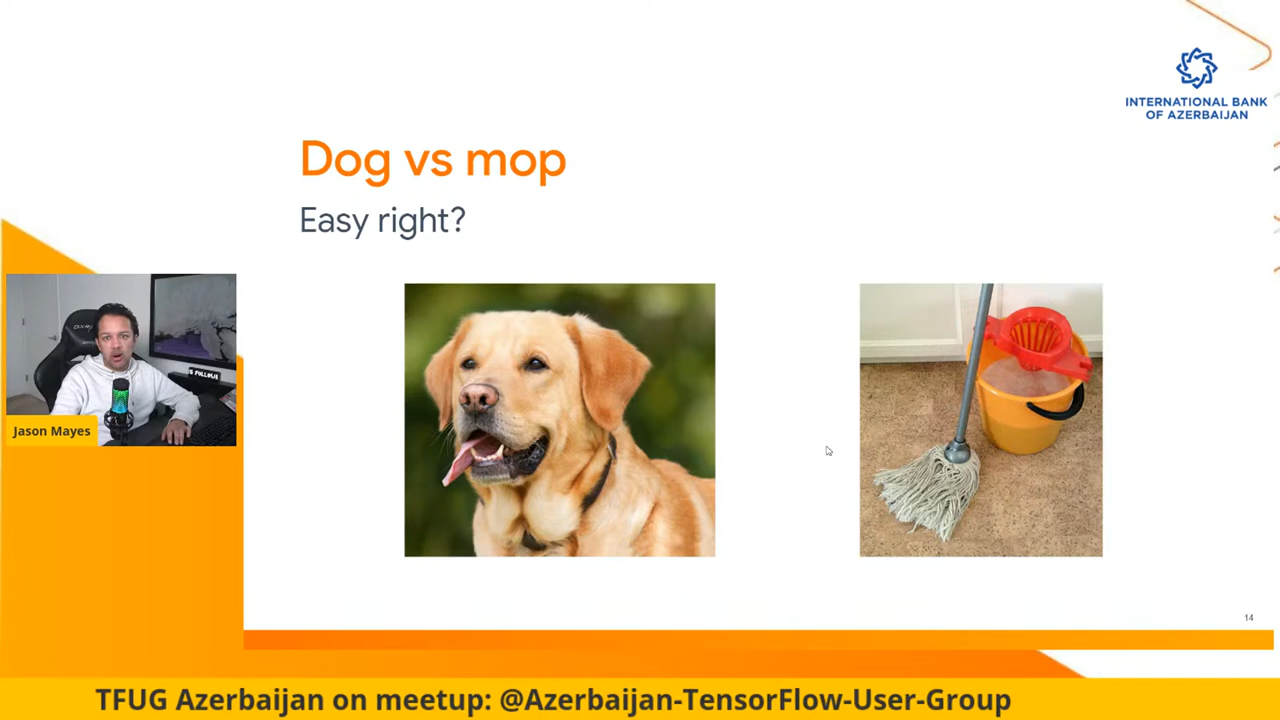 INTERNATIONAL BANK
OF AZERBAIJAN
Dog vs mop
Easy right?
Jason Mayes
14
TFUG Azerbaijan on meetup: @Azerbaijan-TensorFlow-User-Group